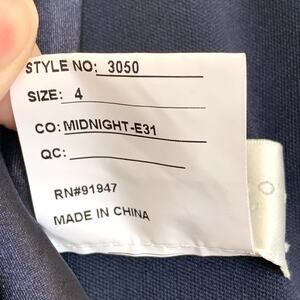 STYLE NO: 3050
SIZE: 4
CO: MIDNIGHT-E31
QC:
RN#91947
MADE IN CHINA